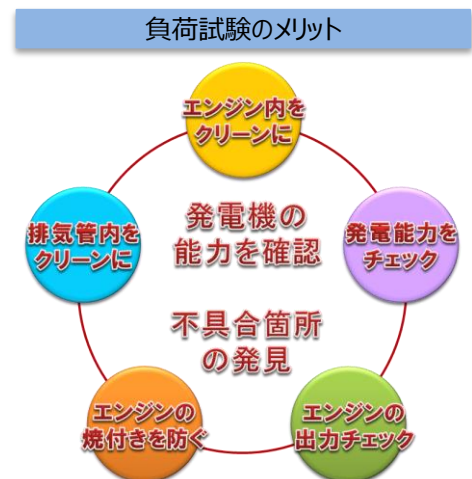 負荷試験のメリット
エンジン内を
クリーンに
発電機の
能力を確認
排気管内を
クリーンに
発電能力を
チェック
不具合箇所
の発見
エンジンの
焼付きを防ぐ
エンジンの
出力チェック